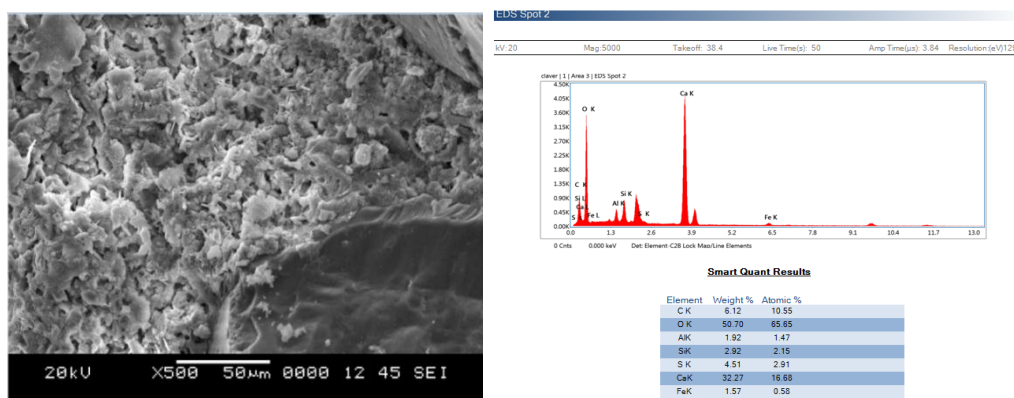 20kU X500 50µm 0000 12 45 SEI
EDS Spot 2
kV:20 Mag:5000 Takeoff: 38.4 Live Time(s): 50 Amp Time(µs): 3.84 Resolution:(eV)129
claver | 1 | Area 3 | EDS Spot 2
4.50K
4.05K
3.60K
3.15K
2.70K
2.25K
1.80K
1.35K
0.90K
0.45K
0.00K
Ca K
O K
C K
Si L
Ca L
S
Fe L
Al K
Si K
S K
Fe K
0.0 1.3 2.6 3.9 5.2 6.5 7.8 9.1 10.4 11.7 13.0
0 Cnts 0.000 keV Det: Element-C2B Lock Map/Line Elements
Smart Quant Results
Element Weight % Atomic %
C K 6.12 10.55
O K 50.70 65.65
AlK 1.92 1.47
SiK 2.92 2.15
S K 4.51 2.91
CaK 32.27 16.68
FeK 1.57 0.58